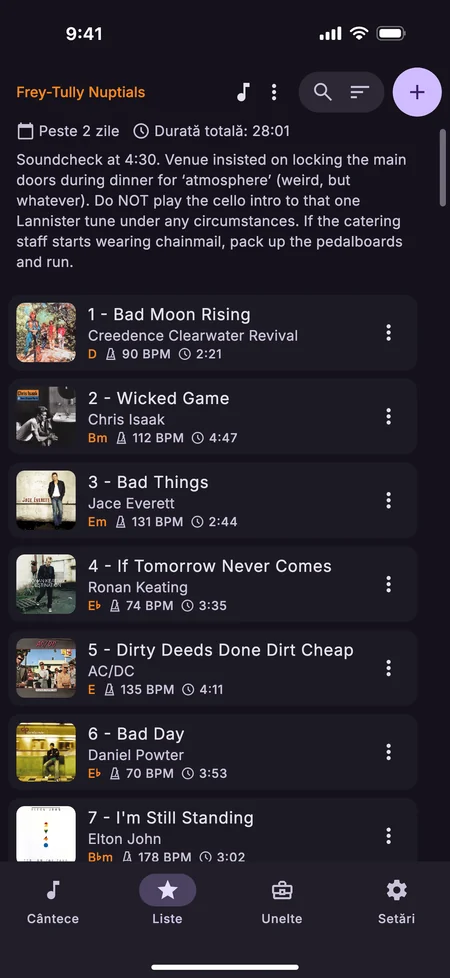 9:41
Frey-Tully Nuptials
Peste 2 zile Durată totală: 28:01
Soundcheck at 4:30. Venue insisted on locking the main
doors during dinner for ‘atmosphere’ (weird, but
whatever). Do NOT play the cello intro to that one
Lannister tune under any circumstances. If the catering
staff starts wearing chainmail, pack up the pedalboards
and run.
1 - Bad Moon Rising
Creedence Clearwater Revival
D 90 BPM 2:21
2 - Wicked Game
Chris Isaak
Bm 112 BPM 4:47
3 - Bad Things
Jace Everett
Em 131 BPM 2:44
4 - If Tomorrow Never Comes
Ronan Keating
E♭ 74 BPM 3:35
5 - Dirty Deeds Done Dirt Cheap
AC/DC
E 135 BPM 4:11
6 - Bad Day
Daniel Powter
E♭ 70 BPM 3:53
7 - I'm Still Standing
Elton John
B♭m 178 BPM 3:02
Cântece Liste Unelte Setări